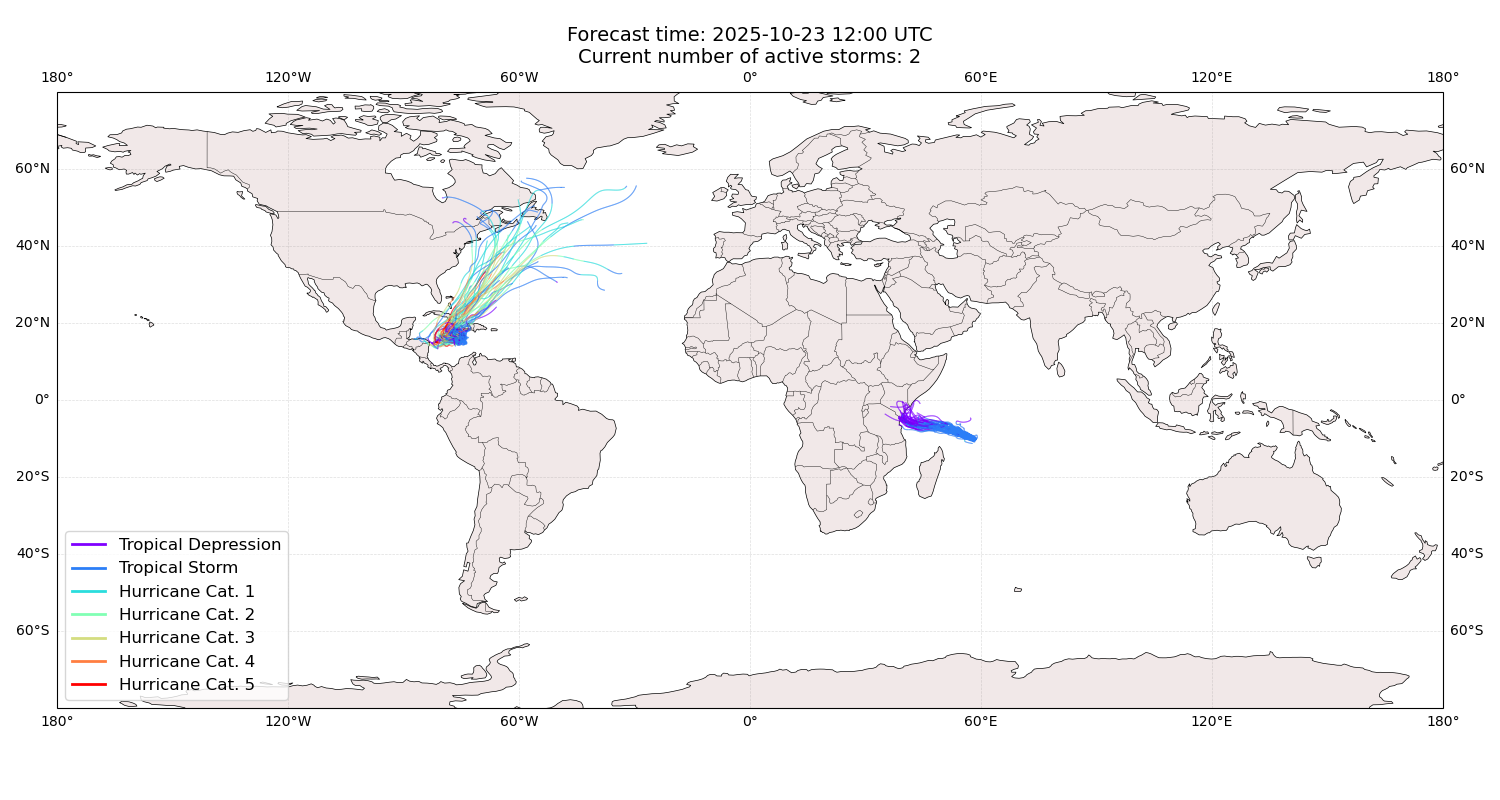 Forecast time: 2025-10-23 12:00 UTC
Current number of active storms: 2
180° 120°W 60°W 0° 60°E 120°E 180°
60°N 60°N
40°N 40°N
20°N 20°N
0° 0°
20°S 20°S
40°S 40°S
60°S 60°S
Tropical Depression
Tropical Storm
Hurricane Cat. 1
Hurricane Cat. 2
Hurricane Cat. 3
Hurricane Cat. 4
Hurricane Cat. 5
180° 120°W 60°W 0° 60°E 120°E 180°